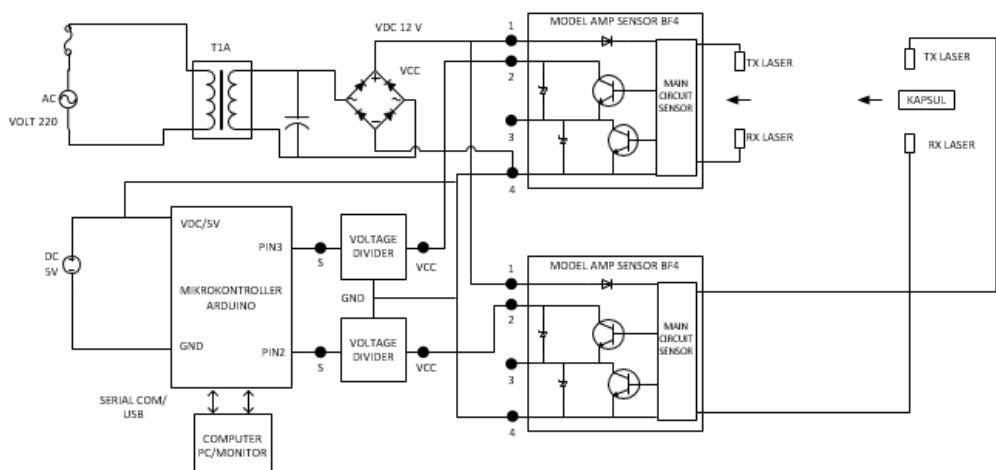 MODEL AMP SENSOR BF4
VDC 12 V
1
T1A
VCC
2
TX LASER
TX LASER
AC
MAIN
CIRCUIT
SENSOR
KAPSUL
VOLT 220
3
RX LASER
RX LASER
4
VDC/5V
VOLTAGE
DIVIDER
PIN3
S
VCC
DC
5V
MIKROKONTROLLER
ARDUINO
GND
MODEL AMP SENSOR BF4
1
2
GND
PIN2
VOLTAGE
DIVIDER
S
VCC
MAIN
CIRCUIT
SENSOR
3
SERIAL COM/
USB
4
COMPUTER
PC/MONITOR